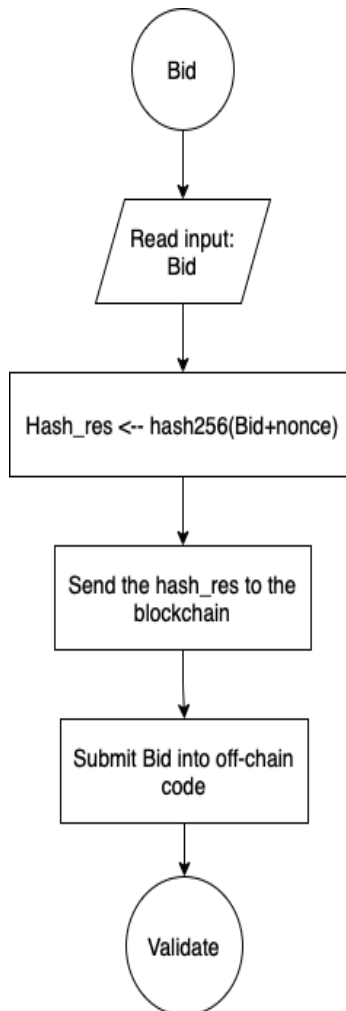 Bid
Read input:
Bid
Hash_res <-- hash256(Bid+nonce)
Send the hash_res to the
blockchain
Submit Bid into off-chain
code
Validate